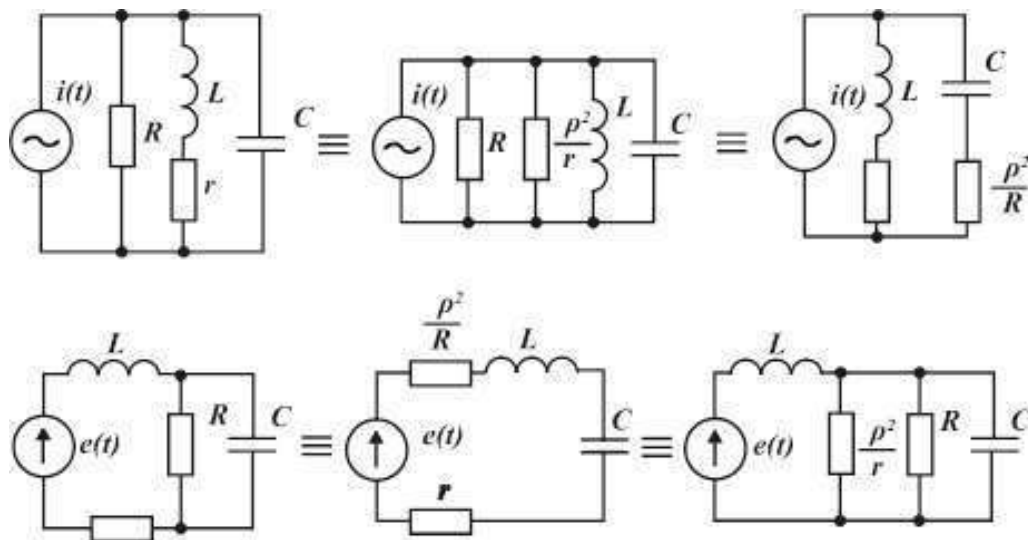 i(t) R L r C ≡ i(t) R ρ²/r L C ≡ i(t) L C ρ²/R
L e(t) R C ≡ ρ²/R L e(t) r C ≡ L e(t) ρ²/r R C